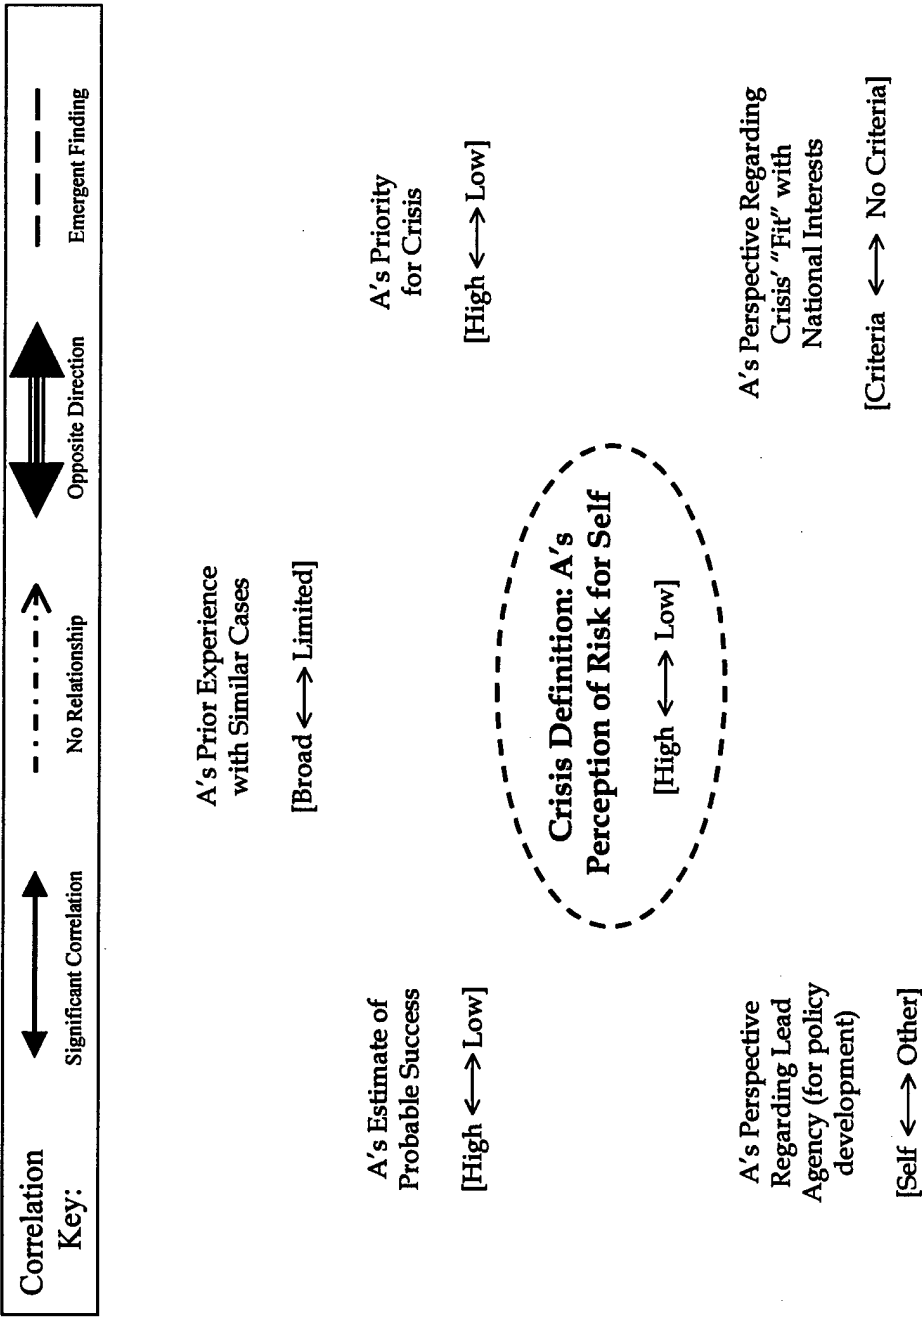 Correlation
Key:
Significant Correlation
No Relationship
Opposite Direction
Emergent Finding
A's Prior Experience
with Similar Cases
[Broad ⟷ Limited]
A's Estimate of
Probable Success
[High ⟷ Low]
A's Priority
for Crisis
[High ⟷ Low]
Crisis Definition: A's
Perception of Risk for Self
[High ⟷ Low]
A's Perspective
Regarding Lead
Agency (for policy
development)
[Self ⟷ Other]
A's Perspective Regarding
Crisis' "Fit" with
National Interests
[Criteria ⟷ No Criteria]